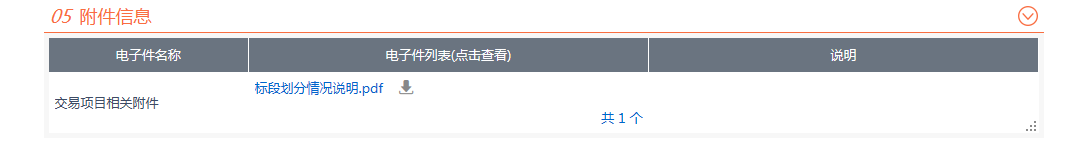 05 附件信息
电子件名称 电子件列表(点击查看) 说明
标段划分情况说明.pdf
交易项目相关附件
共 1 个